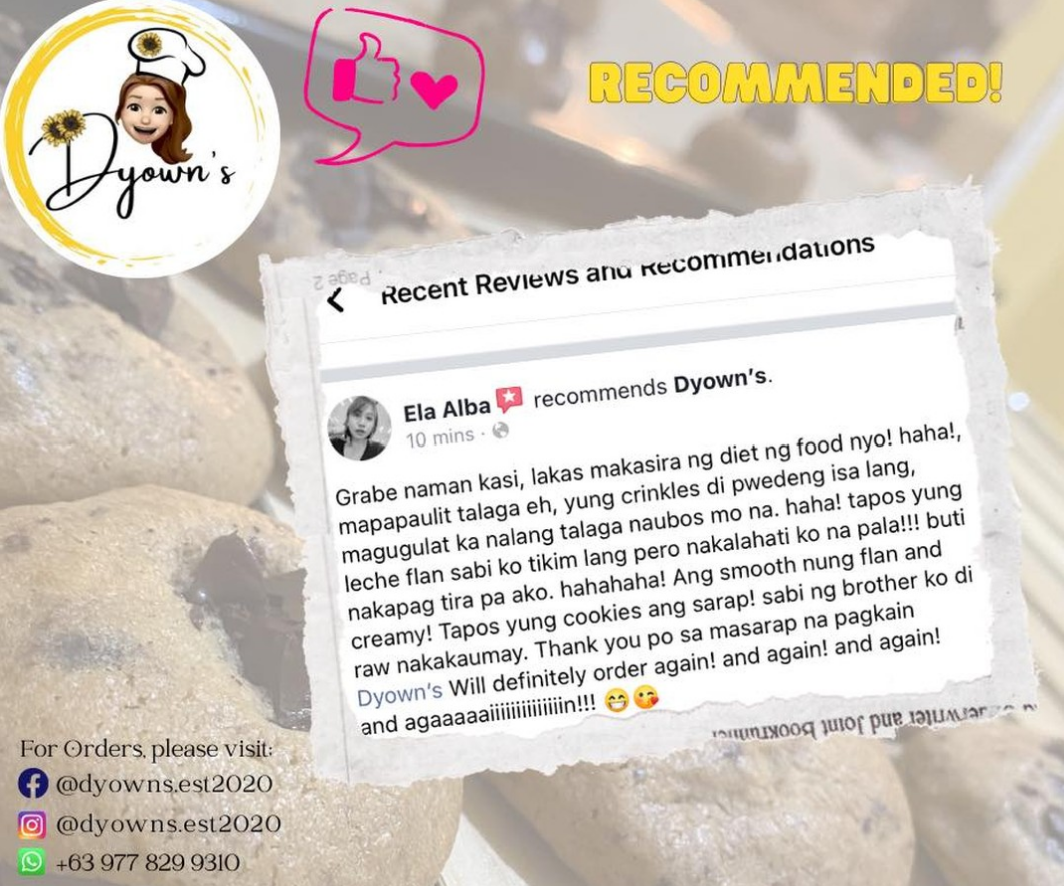 Dyown's
RECOMMENDED!
Page 2
Recent Reviews and Recommendations
Ela Alba recommends Dyown's.
10 mins ·
Grabe naman kasi, lakas makasira ng diet ng food nyo! haha!,
mapapaulit talaga eh, yung crinkles di pwedeng isa lang,
magugulat ka nalang talaga naubos mo na. haha! tapos yung
leche flan sabi ko tikim lang pero nakalahati ko na pala!!! buti
nakapag tira pa ako. hahahaha! Ang smooth nung flan and
creamy! Tapos yung cookies ang sarap! sabi ng brother ko di
raw nakakaumay. Thank you po sa masarap na pagkain
Dyown's Will definitely order again! and again! and again!
and agaaaaaiiiiiiiiiiiiiin!!! 😁😘
and Joint Bookrunner
For Orders, please visit:
@dyowns.est2020
@dyowns.est2020
+63 977 829 9310